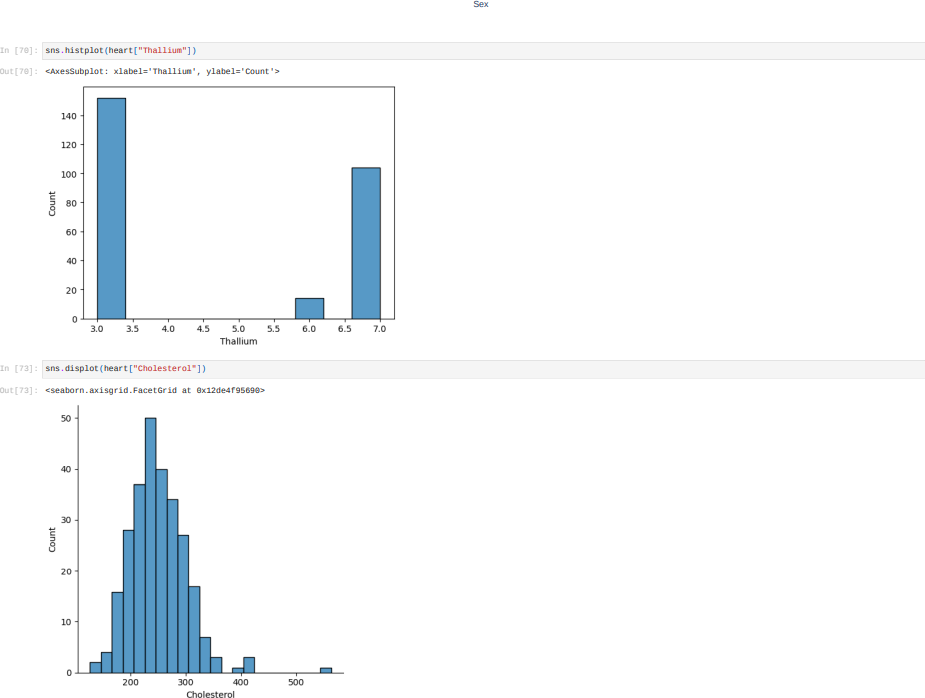 Sex
In [70]: sns.histplot(heart["Thallium"])
Out[70]: <AxesSubplot: xlabel='Thallium', ylabel='Count'>
140
120
100
80
60
40
20
0
Count
3.0 3.5 4.0 4.5 5.0 5.5 6.0 6.5 7.0
Thallium
In [73]: sns.displot(heart["Cholesterol"])
Out[73]: <seaborn.axisgrid.FacetGrid at 0x12de4f95690>
50
40
30
20
10
0
Count
200 300 400 500
Cholesterol